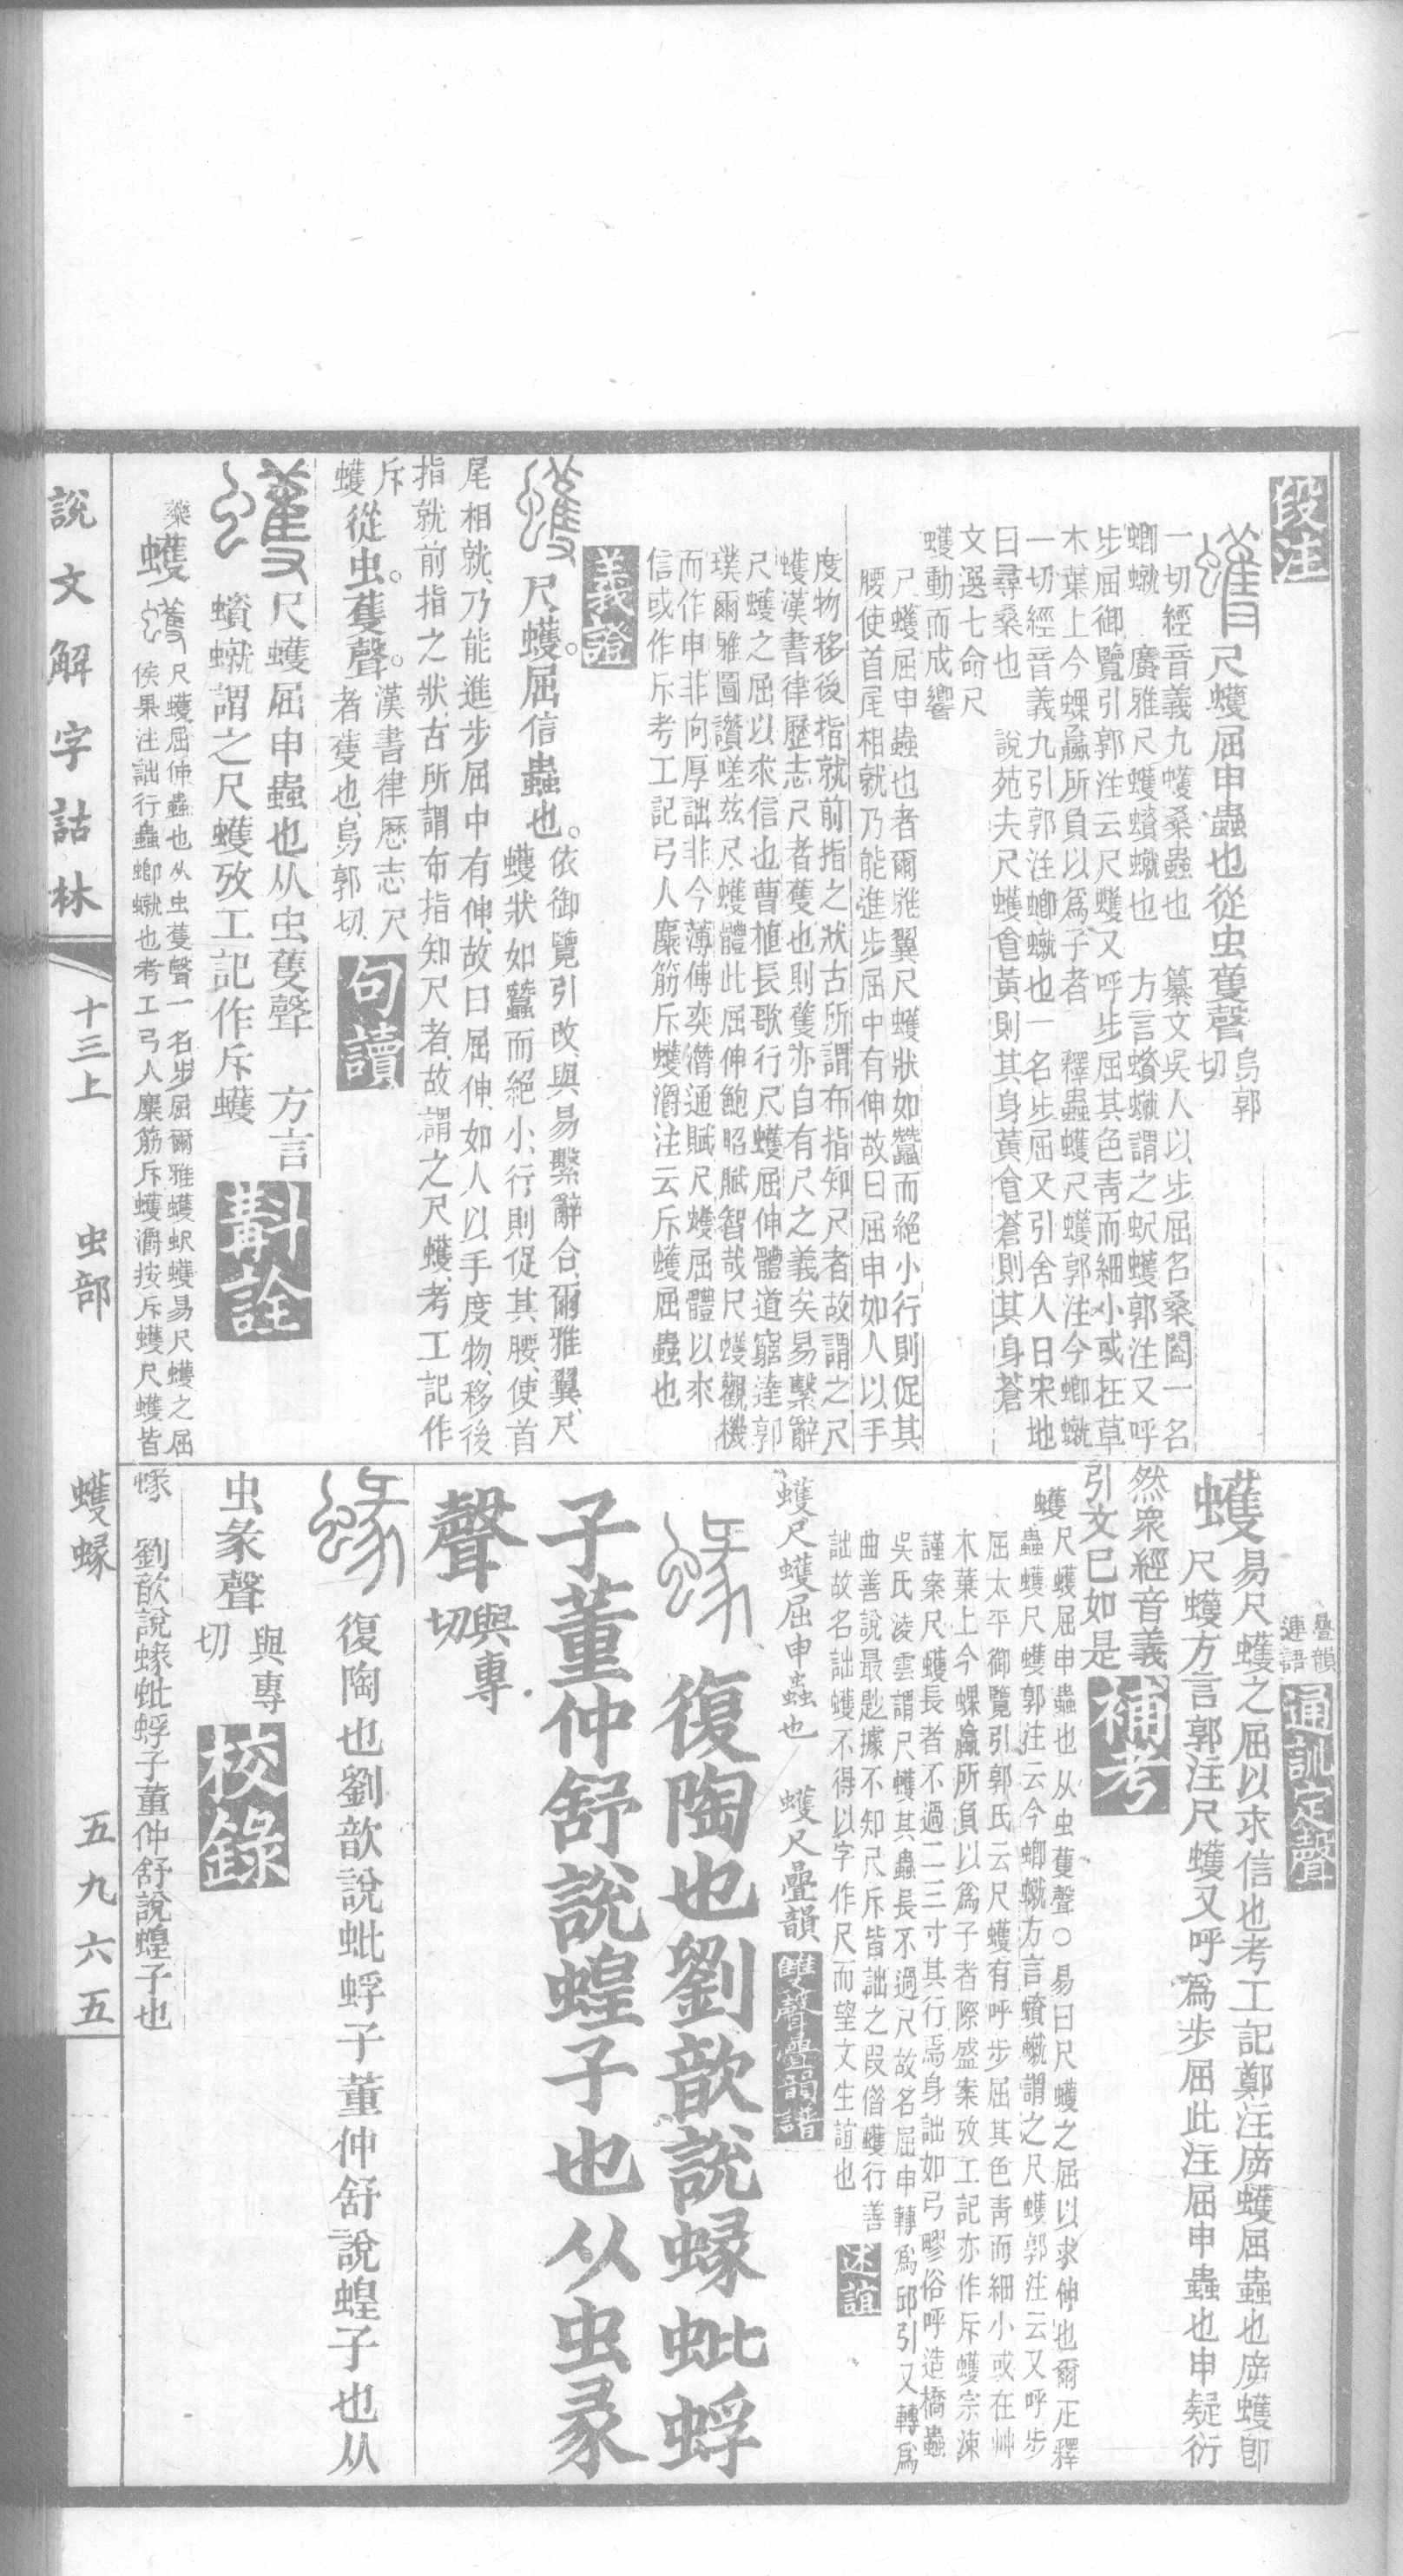 段注
尺蠖屈申蟲也從虫蒦聲烏郭切
一切經音義九蠖桑蟲也 纂文吳人以步屈名桑闔一名
蝍䗥 廣雅尺蠖蠀䗥也 方言蠀䗥謂之蚇蠖郭注又呼
步屈御覽引郭注云尺蠖又呼步屈其色青而細小或在草
木葉上今蜾蠃所負以爲子者 釋蟲蠖尺蠖郭注今蝍䗥
一切經音義九引郭注蝍䗥也一名步屈又引舍人曰宋地
曰尋桑也 說苑夫尺蠖食黃則其身黃食蒼則其身蒼
文選七命尺
蠖動而成響
尺蠖屈申蟲也者爾雅翼尺蠖狀如蠶而絕小行則促其
腰使首尾相就乃能進步屈中有伸故曰屈申如人以手
度物移後指就前指之狀古所謂布指知尺者故謂之尺
蠖漢書律歷志尺者蒦也則蒦亦自有尺之義矣易繫辭
尺蠖之屈以求信也曹植長歌行尺蠖屈伸體道窮達郭
璞爾雅圖讚嗟茲尺蠖體此屈伸鮑昭賦智哉尺蠖觀機
而作申非向厚詘非今薄傅奕潛通賦尺蠖屈體以求
信或作斥考工記弓人麋筋斥蠖灂注云斥蠖屈蟲也
義證
尺蠖。屈信蟲也。依御覽引改、與易繫辭合、爾雅翼、尺
蠖狀如蠶而絕小、行則促其腰、使首
尾相就、乃能進步屈中有伸、故曰屈伸、如人以手度物、移後
指就前指之狀、古所謂布指知尺者、故謂之尺蠖、考工記作
斥蠖從虫。蒦聲。漢書律厤志尺者蒦也、烏郭切、
句讀
尺蠖屈申蟲也从虫蒦聲 方言
蠀䗥謂之尺蠖攷工記作斥蠖
斠詮
蘃蠖 尺蠖屈伸蟲也从虫蒦聲一名步屈爾雅蠖蚇蠖易尺蠖之屈
侯果注詘行蟲蝍䗥也考工弓人麋筋斥蠖灂按斥蠖尺蠖皆
疊韻連語
通訓定聲
蠖易尺蠖之屈以求信也考工記鄭注庌蠖屈蟲也庌蠖卽
尺蠖方言郭注尺蠖又呼爲步屈此注屈申蟲也申疑衍
然衆經音義
引文已如是
補考
蠖尺蠖屈申蟲也从虫蒦聲○易曰尺蠖之屈以求伸也爾疋釋
蟲蠖尺蠖郭注云今蝍䗥方言蠀䗥謂之尺蠖郭注云又呼步
屈太平御覽引郭氏云尺蠖有呼步屈其色青而細小或在艸
木葉上今蜾蠃所負以爲子者際盛案攷工記亦作斥蠖宗涑
謹案尺蠖長者不過二三寸其行焉身詘如弓㙼俗呼造橋蟲
吳氏淩雲謂尺蠖其蟲長不過尺故名屈申轉爲邱引又轉爲
曲善說最尟據不知尺斥皆詘之叚借蠖行善
詘故名詘蠖不得以字作尺而望文生誼也
述誼
蠖尺蠖屈申蟲也 蠖尺疊韻
雙聲疊韻譜
復陶也劉歆說蝝蚍蜉
子董仲舒說蝗子也从虫彖
聲與專切
復陶也劉歆說蚍蜉子董仲舒說蝗子也从
虫彖聲與專切
校錄
蝝 劉歆說蝝蚍蜉子董仲舒說蝗子也
說文解字詁林
十三上 虫部 蠖蝝 五九六五